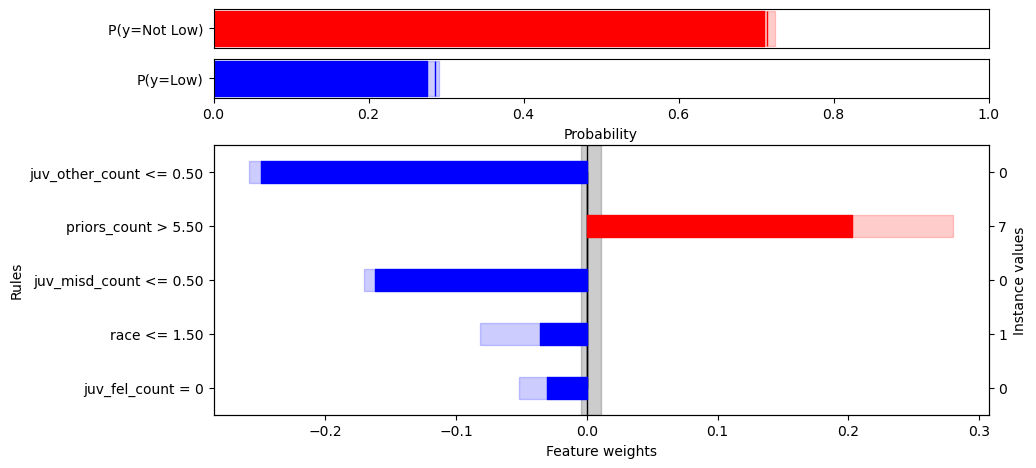 P(y=Not Low)
P(y=Low)
0.0 0.2 0.4 0.6 0.8 1.0
Probability
juv_other_count <= 0.50 0
priors_count > 5.50 7
juv_misd_count <= 0.50 0
race <= 1.50 1
juv_fel_count = 0 0
Rules
Instance values
−0.2 −0.1 0.0 0.1 0.2 0.3
Feature weights